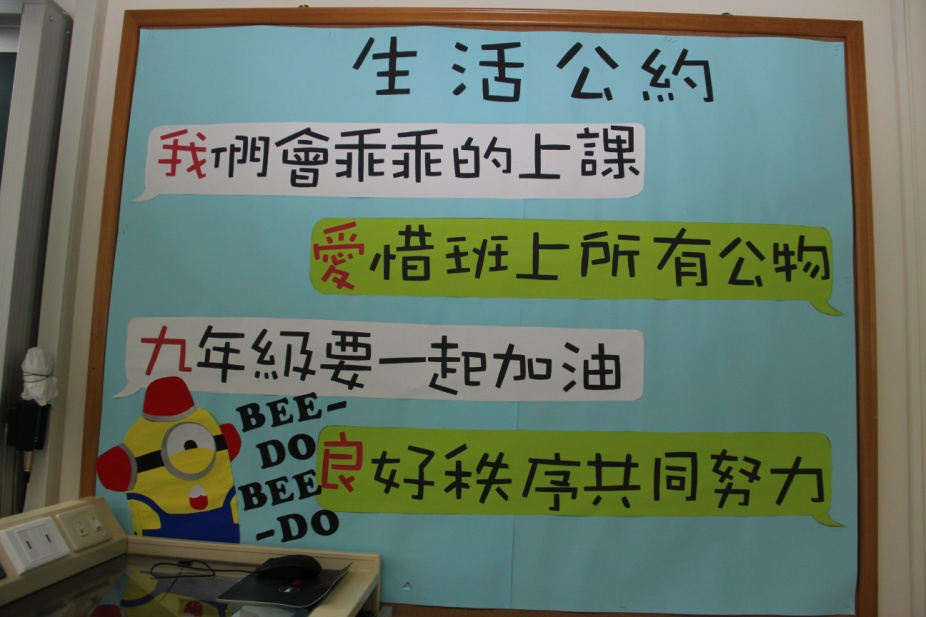 生活公約
我們會乖乖的上課
愛惜班上所有公物
九年級要一起加油
BEE-
DO
BEE
-DO
良好秩序共同努力